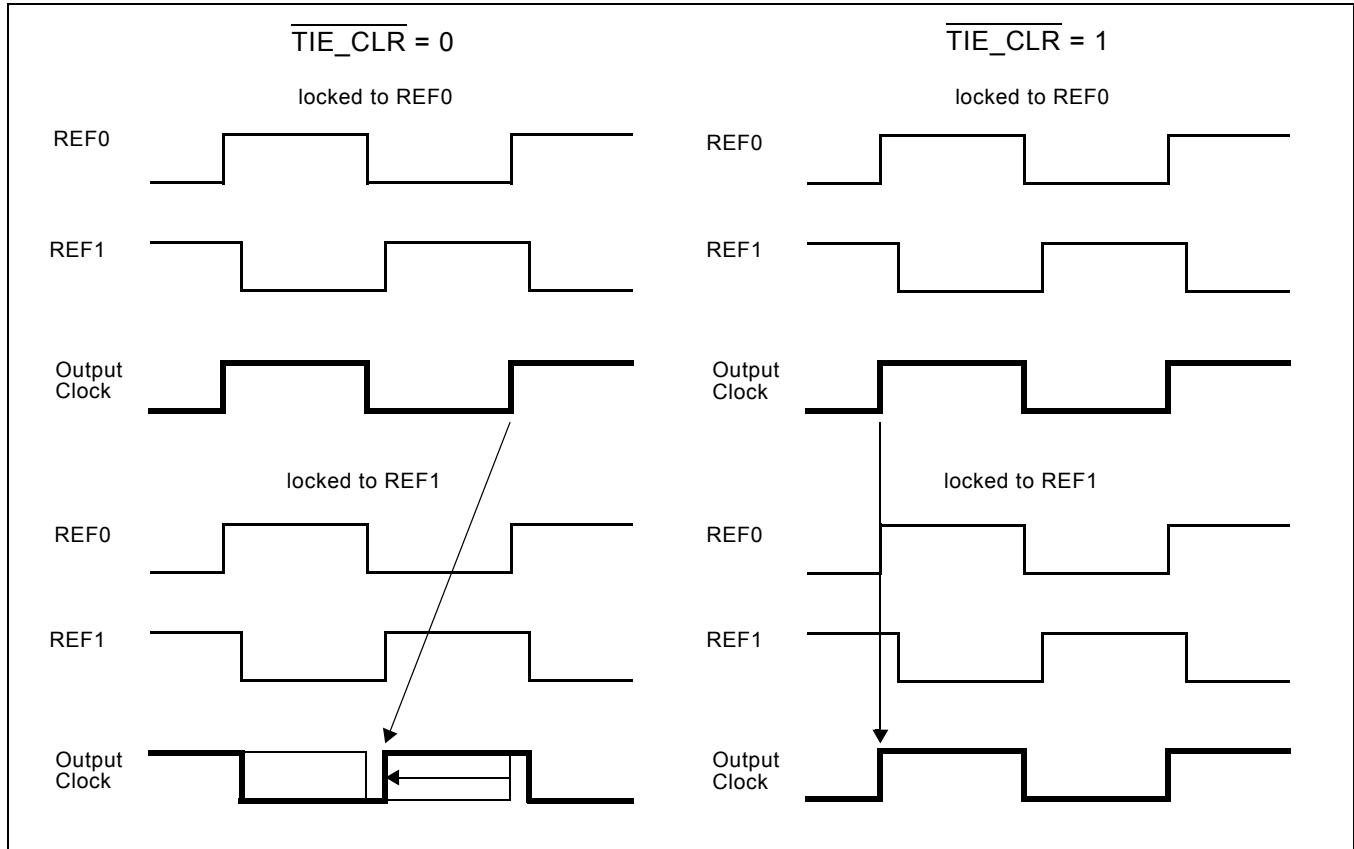 TIE_CLR = 0
locked to REF0
REF0
REF1
Output
Clock
locked to REF1
REF0
REF1
Output
Clock
TIE_CLR = 1
locked to REF0
REF0
REF1
Output
Clock
locked to REF1
REF0
REF1
Output
Clock